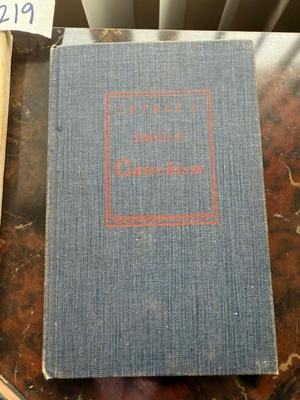 219
LUTHER'S
SMALL
Catechism